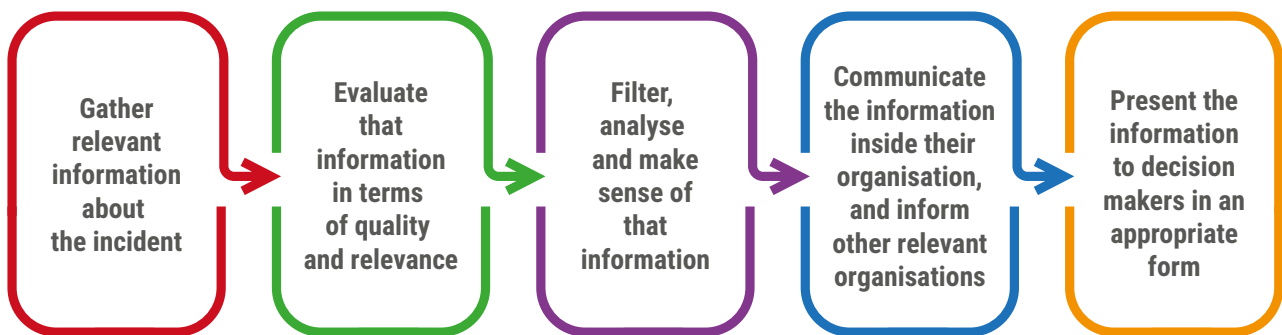 Gather
relevant
information
about
the incident
Evaluate
that
information
in terms
of quality
and relevance
Filter,
analyse
and make
sense of
that
information
Communicate
the information
inside their
organisation,
and inform
other relevant
organisations
Present the
information
to decision
makers in an
appropriate
form